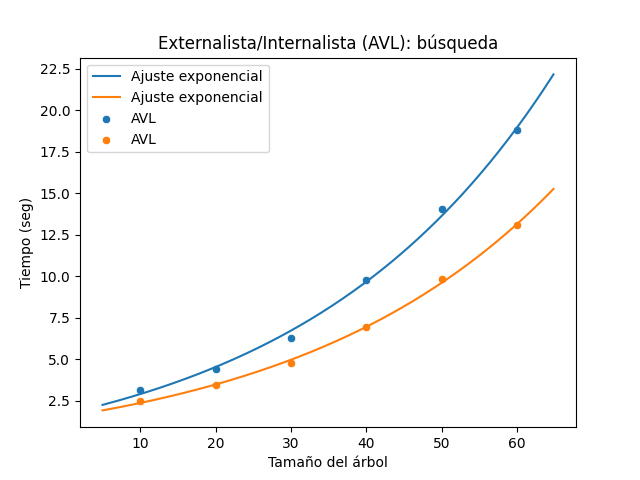 Externalista/Internalista (AVL): búsqueda
Ajuste exponencial
Ajuste exponencial
AVL
AVL
Tiempo (seg)
22.5
20.0
17.5
15.0
12.5
10.0
7.5
5.0
2.5
10 20 30 40 50 60
Tamaño del árbol